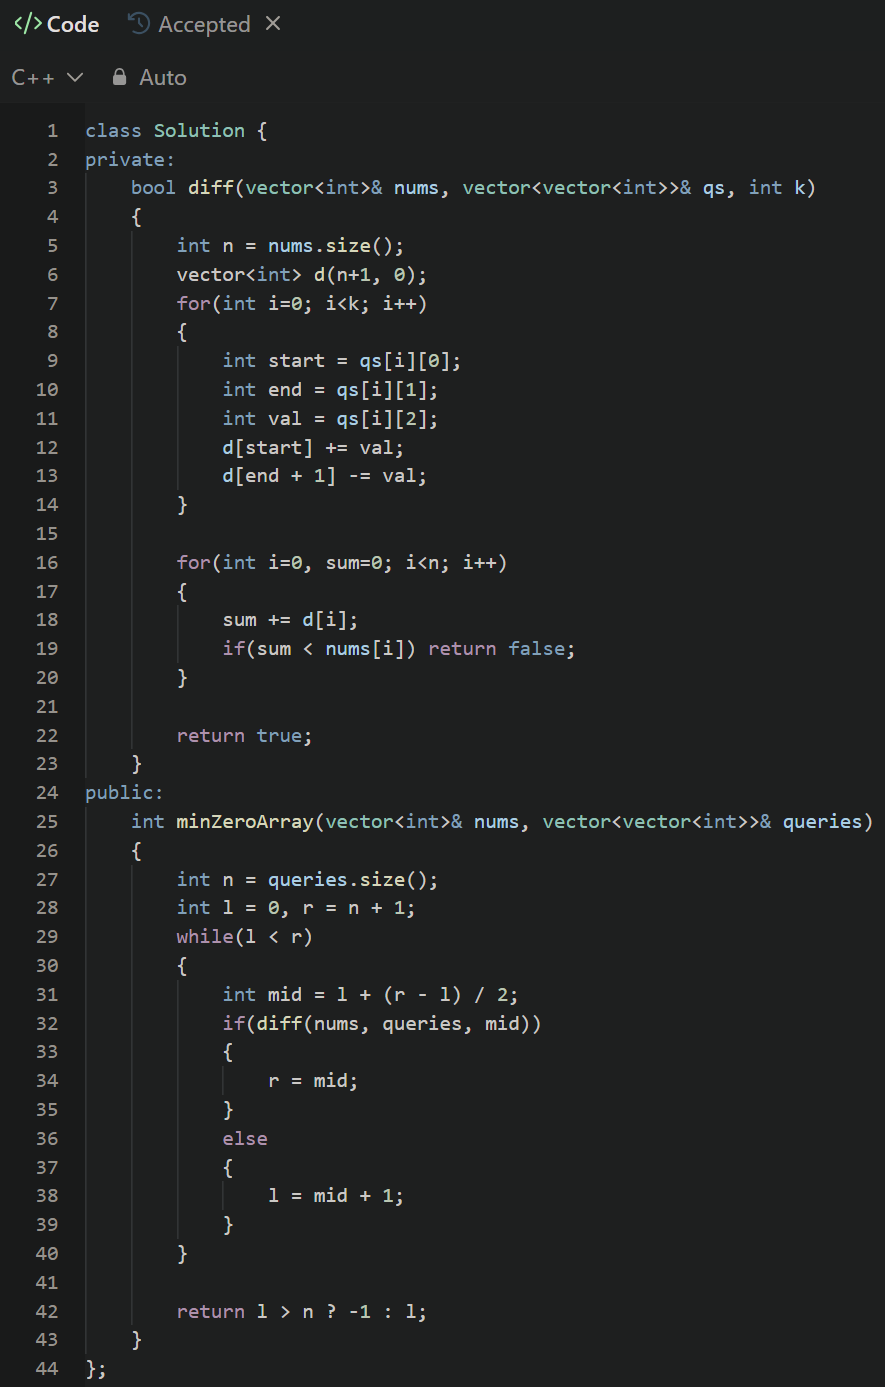 </> Code Accepted ×
C++ Auto
1 class Solution {
2 private:
3     bool diff(vector<int>& nums, vector<vector<int>>& qs, int k)
4     {
5         int n = nums.size();
6         vector<int> d(n+1, 0);
7         for(int i=0; i<k; i++)
8         {
9             int start = qs[i][0];
10             int end = qs[i][1];
11             int val = qs[i][2];
12             d[start] += val;
13             d[end + 1] -= val;
14         }
15
16         for(int i=0, sum=0; i<n; i++)
17         {
18             sum += d[i];
19             if(sum < nums[i]) return false;
20         }
21
22         return true;
23     }
24 public:
25     int minZeroArray(vector<int>& nums, vector<vector<int>>& queries)
26     {
27         int n = queries.size();
28         int l = 0, r = n + 1;
29         while(l < r)
30         {
31             int mid = l + (r - l) / 2;
32             if(diff(nums, queries, mid))
33             {
34                 r = mid;
35             }
36             else
37             {
38                 l = mid + 1;
39             }
40         }
41
42         return l > n ? -1 : l;
43     }
44 };